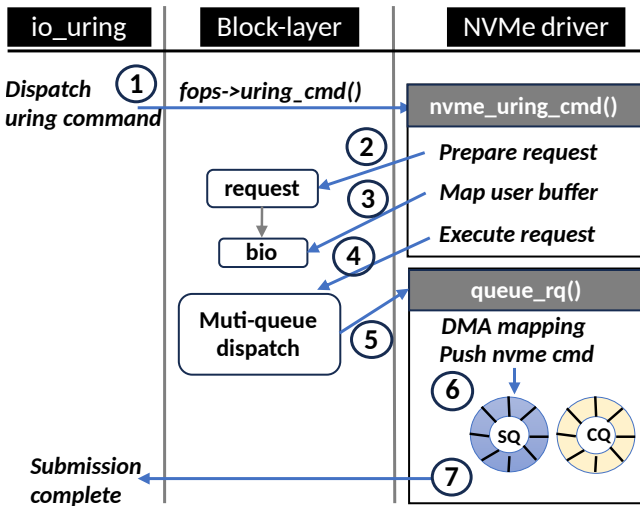 io_uring
Block-layer
NVMe driver
Dispatch
uring command
1
fops->uring_cmd()
nvme_uring_cmd()
2
Prepare request
request
3
Map user buffer
bio
4
Execute request
queue_rq()
Muti-queue
dispatch
5
DMA mapping
Push nvme cmd
6
SQ
CQ
7
Submission
complete